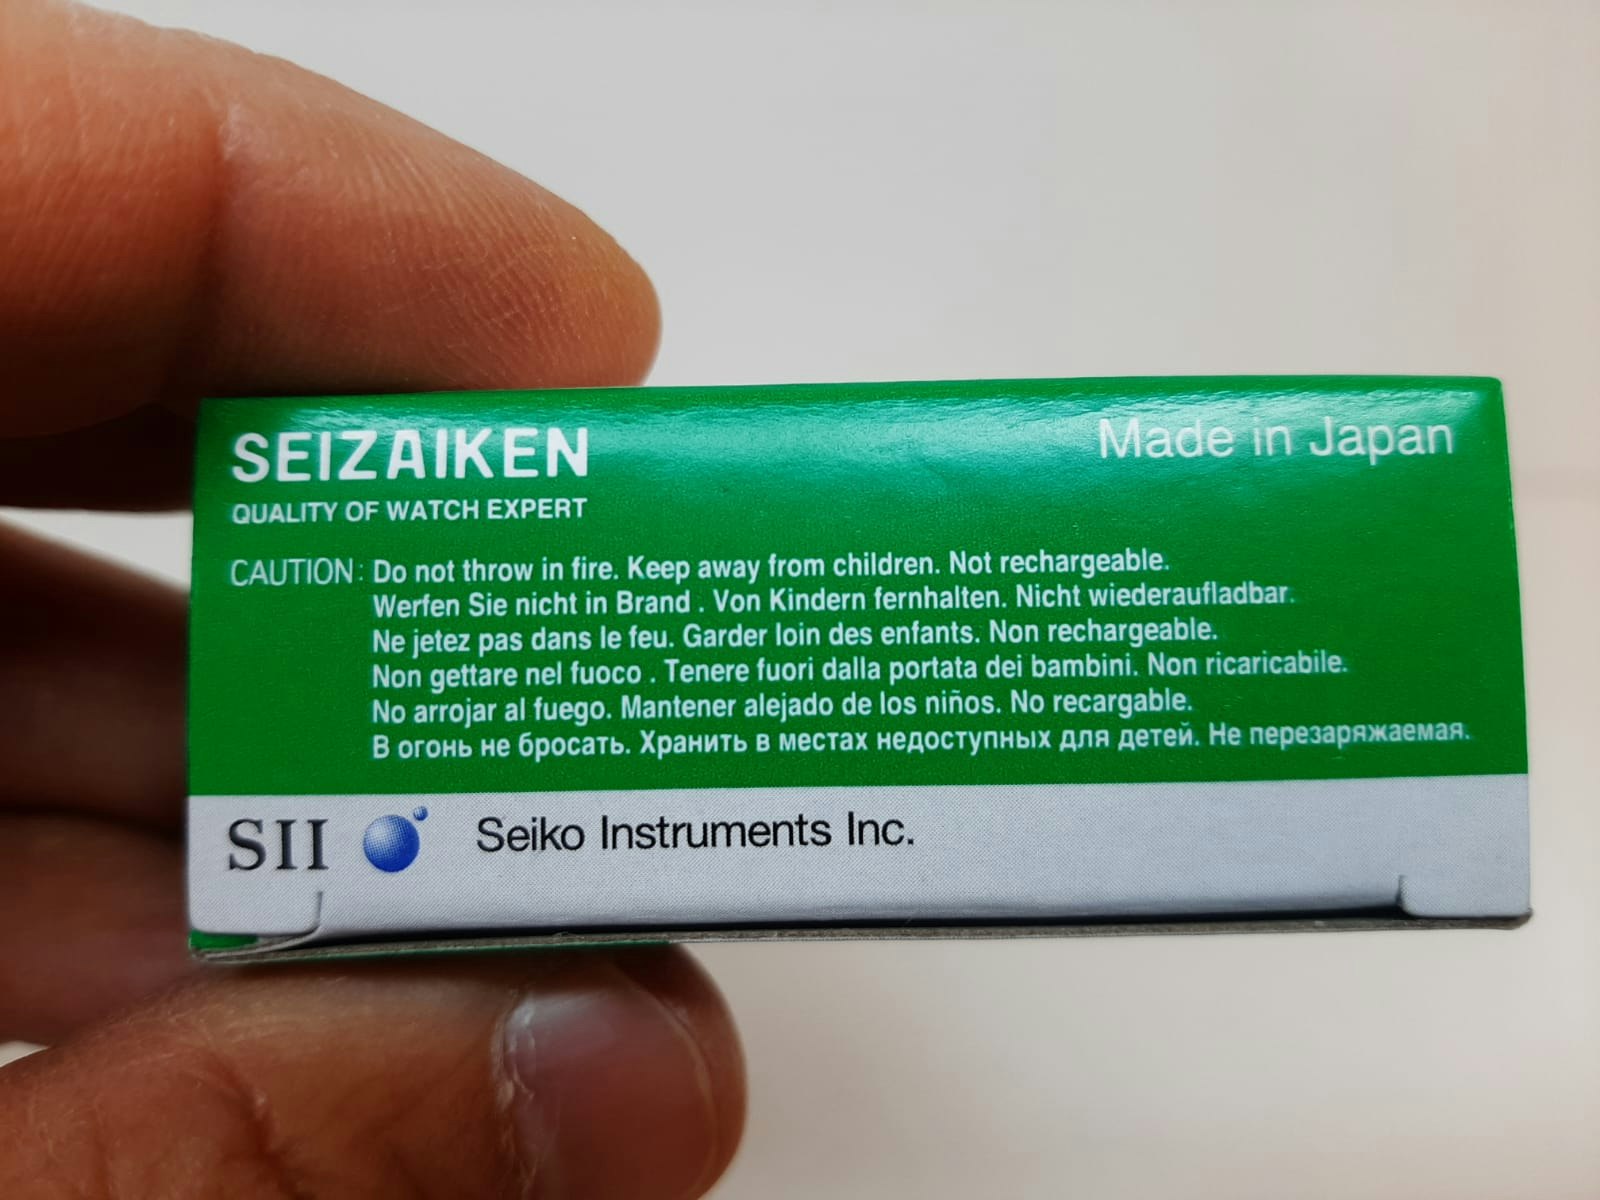 SEIZAIKEN
Made in Japan
QUALITY OF WATCH EXPERT
CAUTION: Do not throw in fire. Keep away from children. Not rechargeable.
Werfen Sie nicht in Brand . Von Kindern fernhalten. Nicht wiederaufladbar.
Ne jetez pas dans le feu. Garder loin des enfants. Non rechargeable.
Non gettare nel fuoco . Tenere fuori dalla portata dei bambini. Non ricaricabile.
No arrojar al fuego. Mantener alejado de los niños. No recargable.
В огонь не бросать. Хранить в местах недоступных для детей. Не перезаряжаемая.
SII Seiko Instruments Inc.